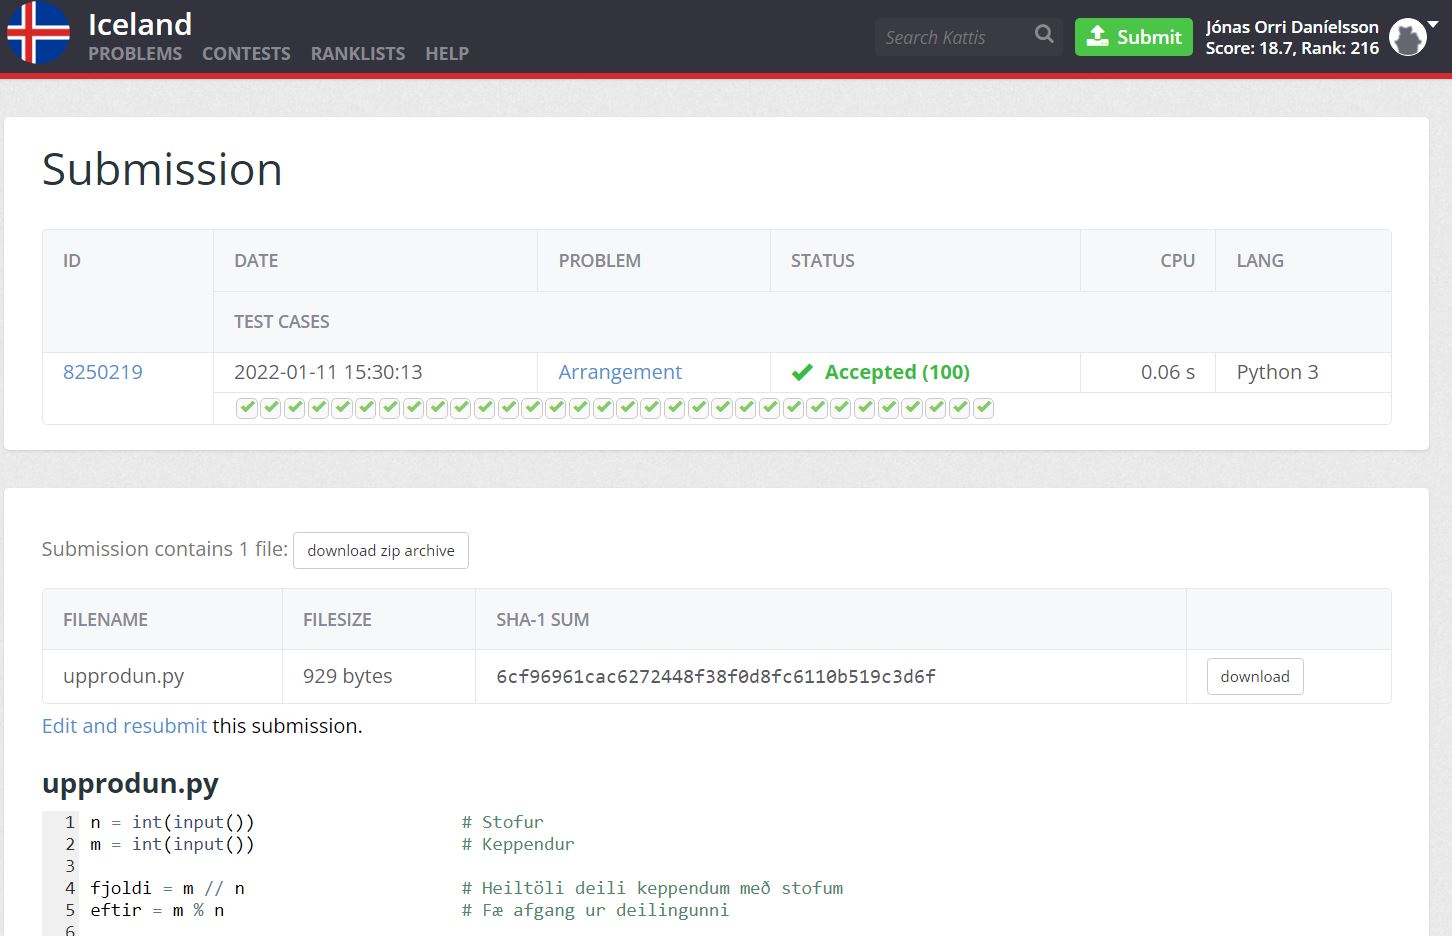 Iceland
PROBLEMS CONTESTS RANKLISTS HELP
Search Kattis
Submit
Jónas Orri Daníelsson
Score: 18.7, Rank: 216
Submission
ID DATE PROBLEM STATUS CPU LANG
TEST CASES
8250219 2022-01-11 15:30:13 Arrangement Accepted (100) 0.06 s Python 3
Submission contains 1 file: download zip archive
FILENAME FILESIZE SHA-1 SUM
upprodun.py 929 bytes 6cf96961cac6272448f38f0d8fc6110b519c3d6f download
Edit and resubmit this submission.
upprodun.py
1 n = int(input()) # Stofur
2 m = int(input()) # Keppendur
3
4 fjoldi = m // n # Heiltöli deili keppendum með stofum
5 eftir = m % n # Fæ afgang ur deilingunni
6